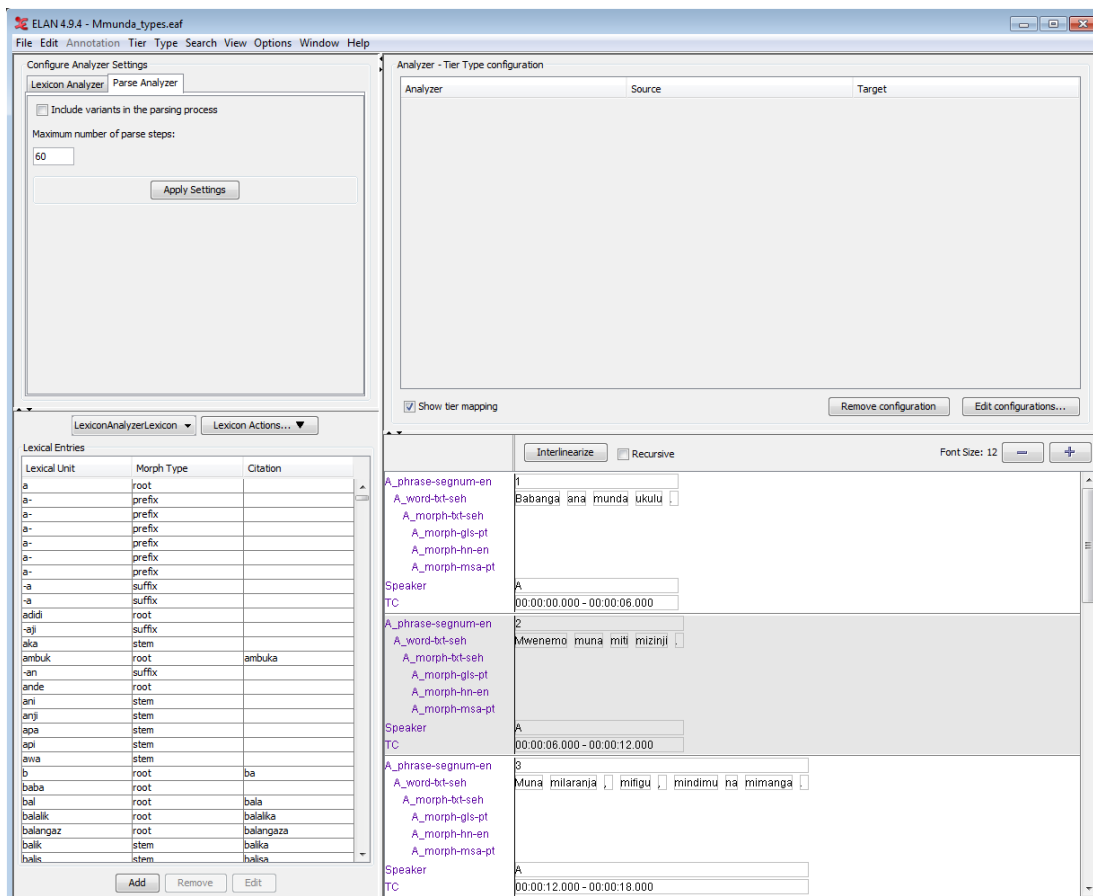 ELAN 4.9.4 - Mmunda_types.eaf
File Edit Annotation Tier Type Search View Options Window Help
Configure Analyzer Settings
Lexicon Analyzer Parse Analyzer
Include variants in the parsing process
Maximum number of parse steps:
60
Apply Settings
Analyzer - Tier Type configuration
Analyzer Source Target
Show tier mapping
Remove configuration Edit configurations...
LexiconAnalyzerLexicon Lexicon Actions...
Lexical Entries
Lexical Unit Morph Type Citation
a root
a- prefix
a- prefix
a- prefix
a- prefix
a- prefix
a- prefix
-a suffix
-a suffix
adidi root
-aji suffix
aka stem
ambuk root ambuka
-an suffix
ande root
ani stem
anji stem
apa stem
api stem
awa stem
b root ba
baba root
bal root bala
balalik root balalika
balangaz root balangaza
balik stem balika
balis stem balisa
Add Remove Edit
Interlinearize Recursive Font Size: 12
A_phrase-segnum-en 1
A_word-txt-seh Babanga ana munda ukulu .
A_morph-txt-seh
A_morph-gls-pt
A_morph-hn-en
A_morph-msa-pt
Speaker A
TC 00:00:00.000 - 00:00:06.000
A_phrase-segnum-en 2
A_word-txt-seh Mwenemo muna miti mizinji .
A_morph-txt-seh
A_morph-gls-pt
A_morph-hn-en
A_morph-msa-pt
Speaker A
TC 00:00:06.000 - 00:00:12.000
A_phrase-segnum-en 3
A_word-txt-seh Muna milaranja , mifigu , mindimu na mimanga .
A_morph-txt-seh
A_morph-gls-pt
A_morph-hn-en
A_morph-msa-pt
Speaker A
TC 00:00:12.000 - 00:00:18.000